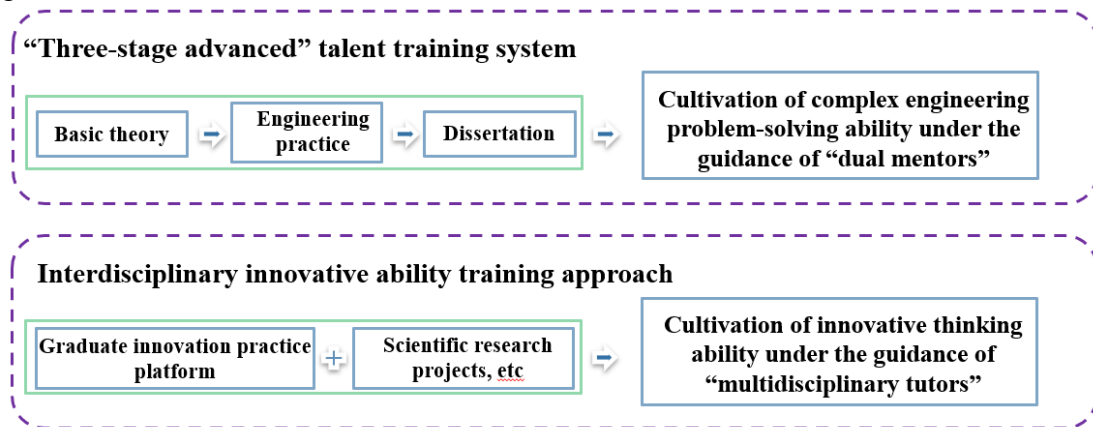 “Three-stage advanced” talent training system
Basic theory
Engineering
practice
Dissertation
Cultivation of complex engineering
problem-solving ability under the
guidance of “dual mentors”
Interdisciplinary innovative ability training approach
Graduate innovation practice
platform
Scientific research
projects, etc
Cultivation of innovative thinking
ability under the guidance of
“multidisciplinary tutors”